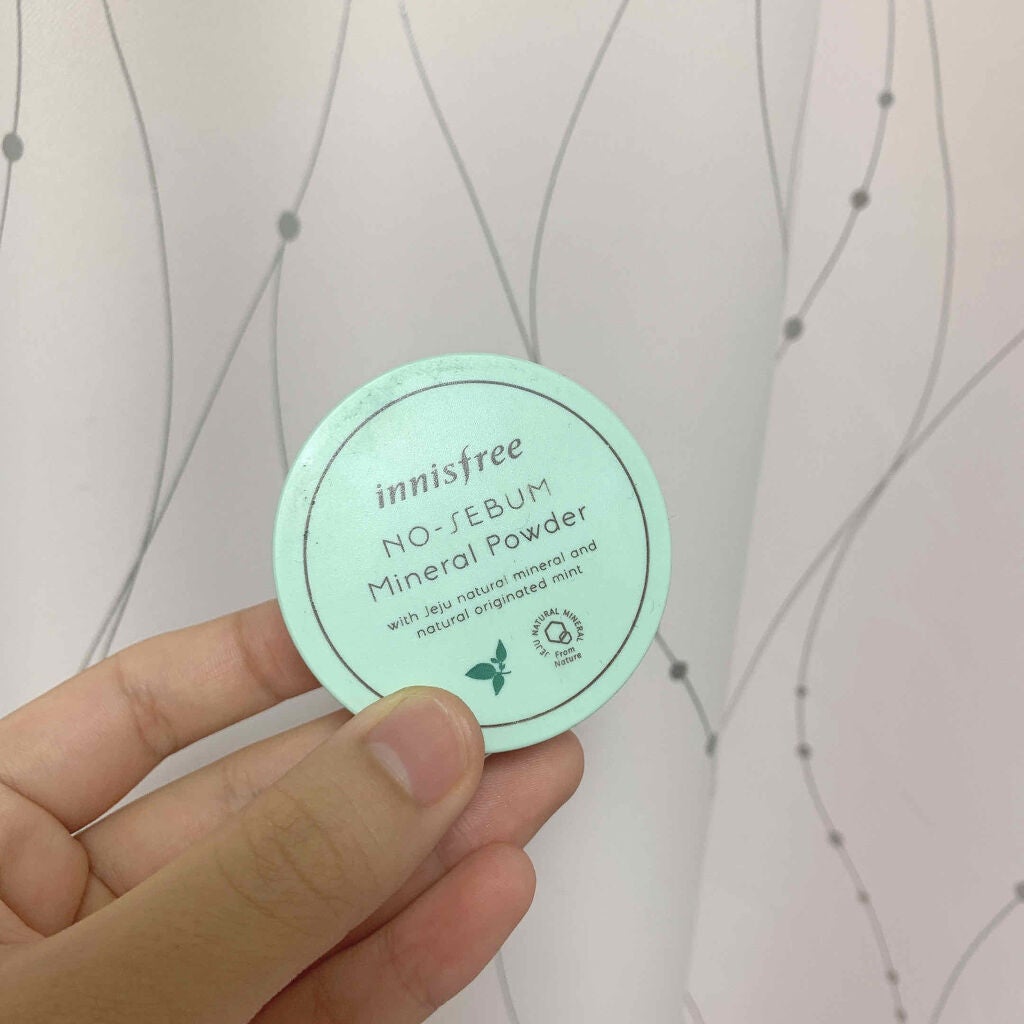 innisfree
NO-SEBUM
Mineral Powder
with Jeju natural mineral and
natural originated mint
JEJU NATURAL MINERAL
From
Nature